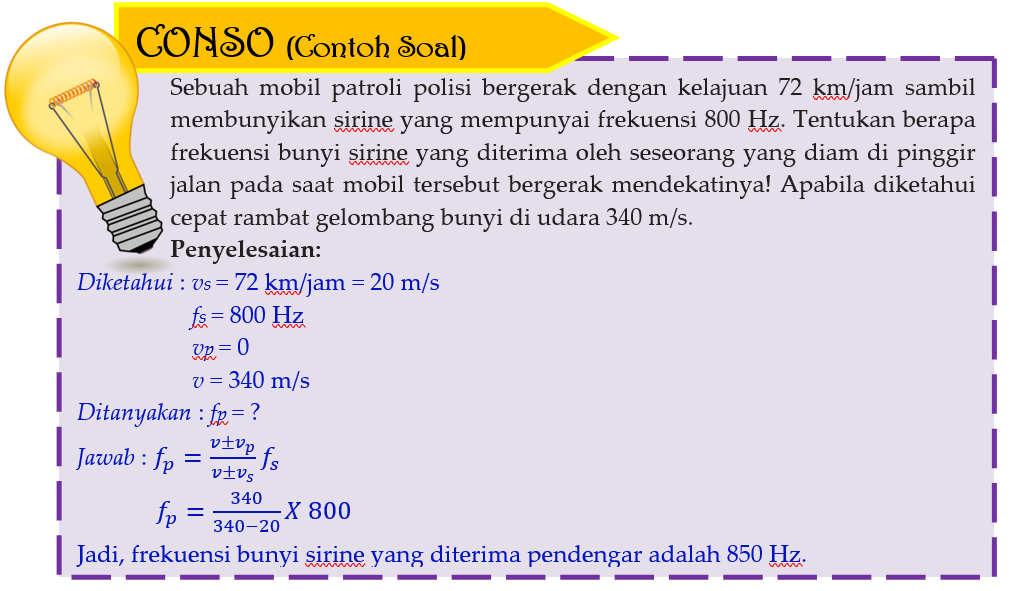 CONSO (Contoh Soal)
Sebuah mobil patroli polisi bergerak dengan kelajuan 72 km/jam sambil
membunyikan sirine yang mempunyai frekuensi 800 Hz. Tentukan berapa
frekuensi bunyi sirine yang diterima oleh seseorang yang diam di pinggir
jalan pada saat mobil tersebut bergerak mendekatinya! Apabila diketahui
cepat rambat gelombang bunyi di udara 340 m/s.
Penyelesaian:
Diketahui : vs = 72 km/jam = 20 m/s
fs = 800 Hz
vp = 0
v = 340 m/s
Ditanyakan : fp = ?
Jawab : f_p = \frac{v \pm v_p}{v \pm v_s} f_s
f_p = \frac{340}{340-20} X 800
Jadi, frekuensi bunyi sirine yang diterima pendengar adalah 850 Hz.